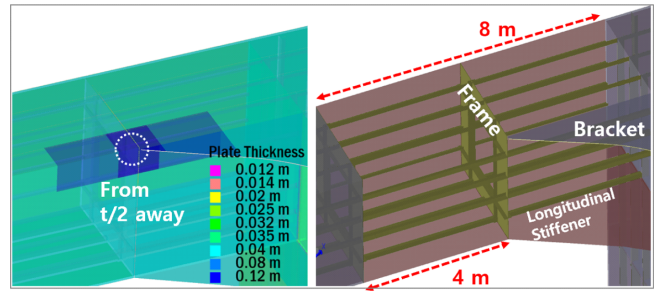 From
t/2 away
Plate Thickness
0.012 m
0.014 m
0.02 m
0.025 m
0.032 m
0.035 m
0.04 m
0.08 m
0.12 m
8 m
Frame
Bracket
Longitudinal
Stiffener
4 m